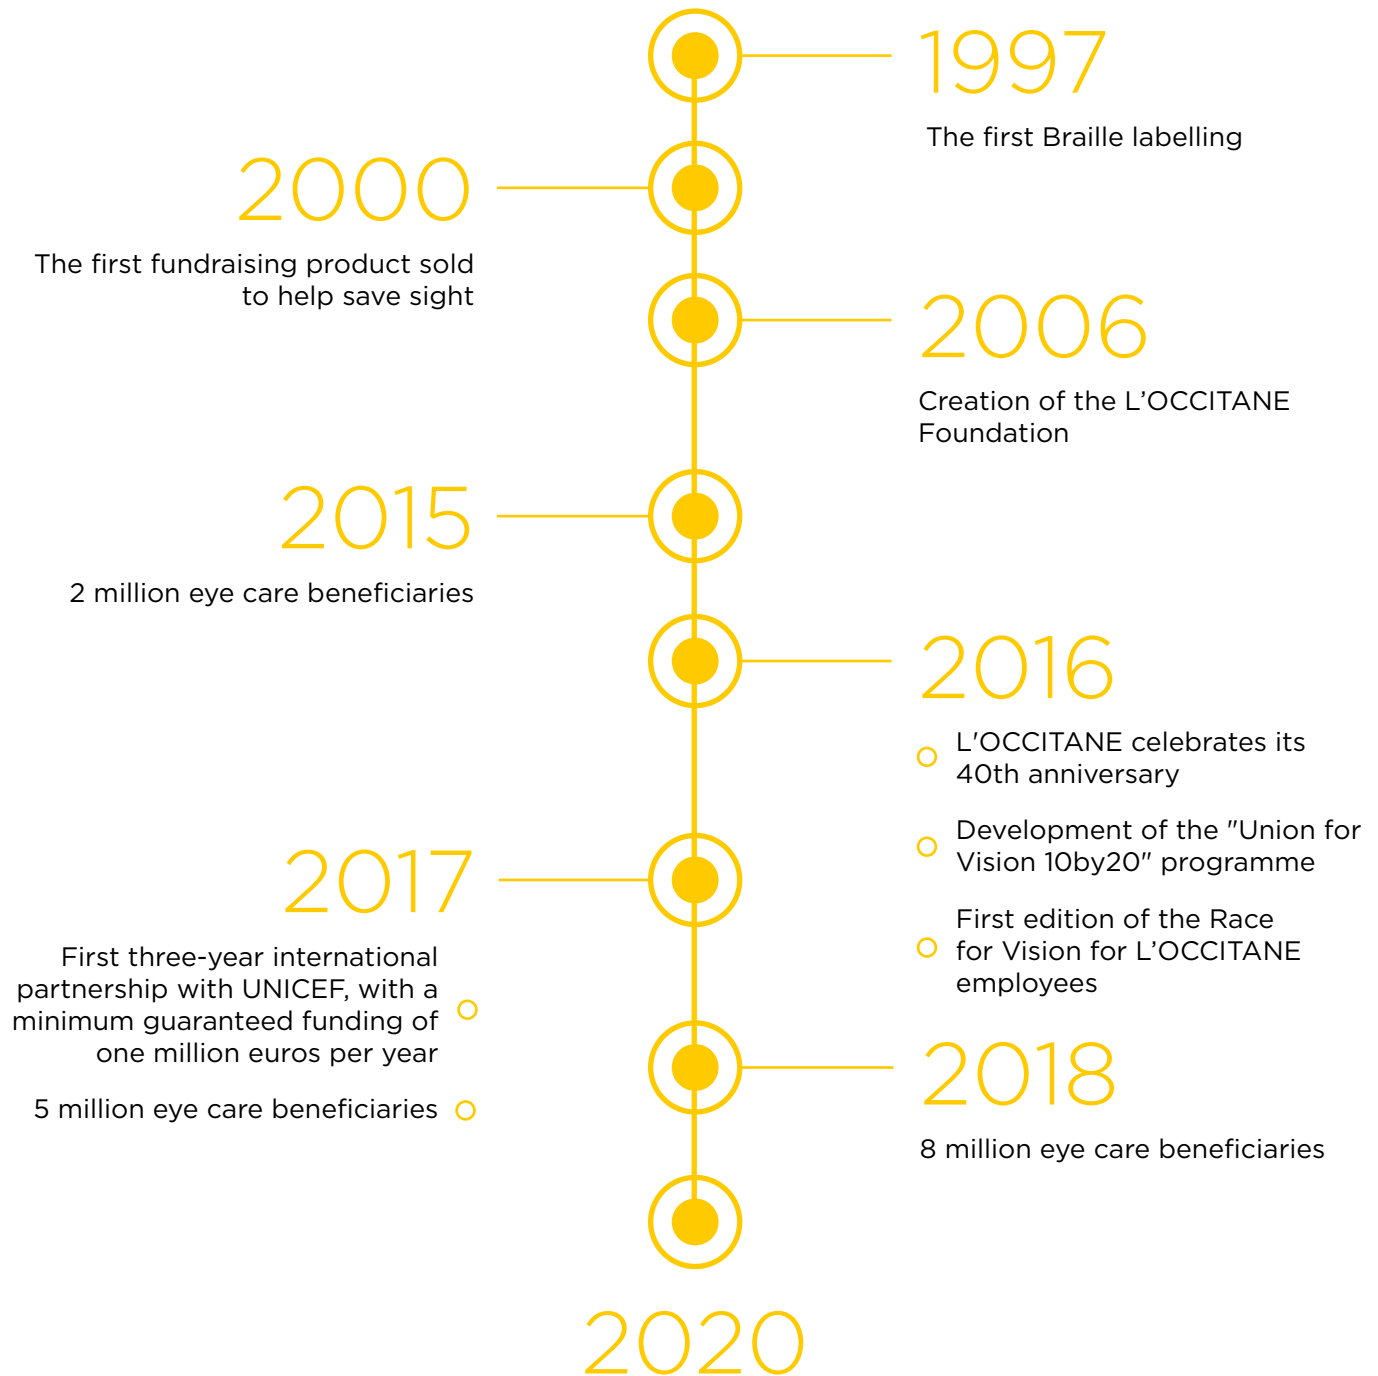 1997
The first Braille labelling
2000
The first fundraising product sold
to help save sight
2006
Creation of the L’OCCITANE
Foundation
2015
2 million eye care beneficiaries
2016
L'OCCITANE celebrates its
40th anniversary
Development of the "Union for
Vision 10by20" programme
First edition of the Race
for Vision for L’OCCITANE
employees
2017
First three-year international
partnership with UNICEF, with a
minimum guaranteed funding of
one million euros per year
5 million eye care beneficiaries
2018
8 million eye care beneficiaries
2020